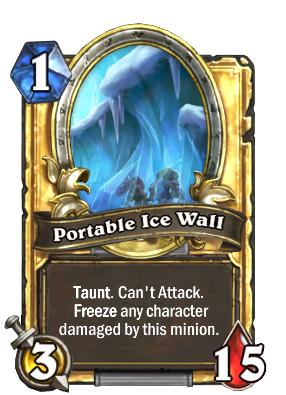 1
Portable Ice Wall
Taunt. Can't Attack.
Freeze any character
damaged by this minion.
3
15